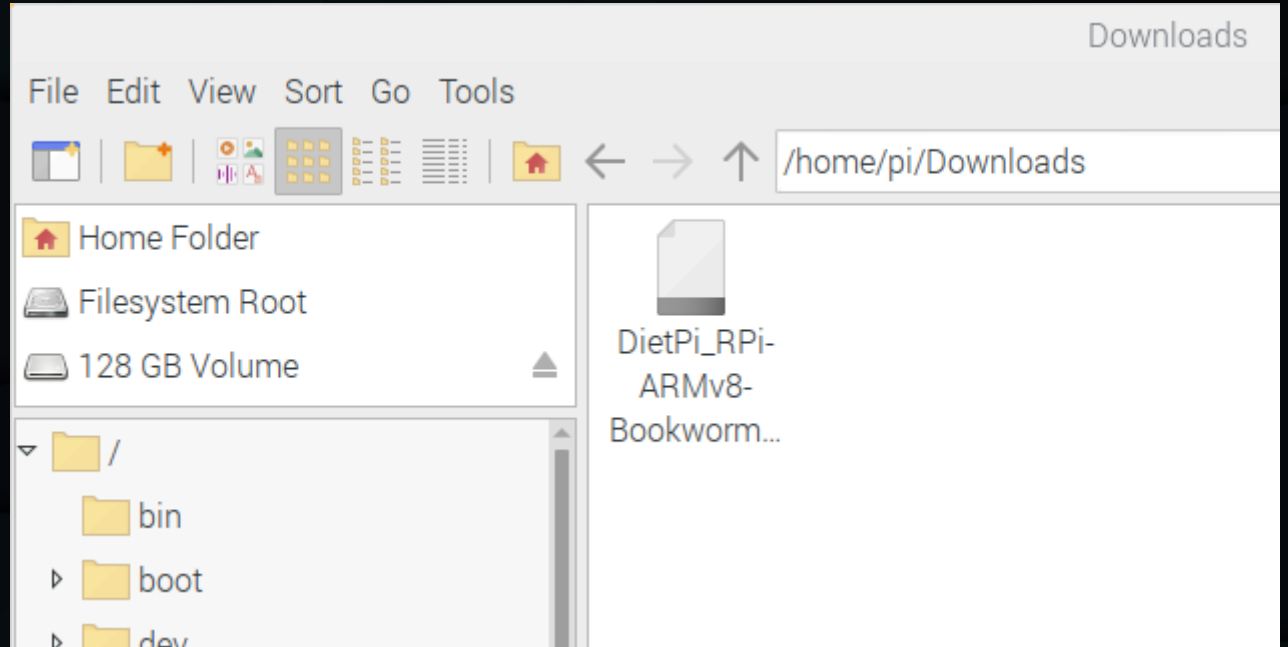 Downloads
File Edit View Sort Go Tools
/home/pi/Downloads
Home Folder
Filesystem Root
128 GB Volume
/
bin
boot
dev
DietPi_RPi-
ARMv8-
Bookworm...